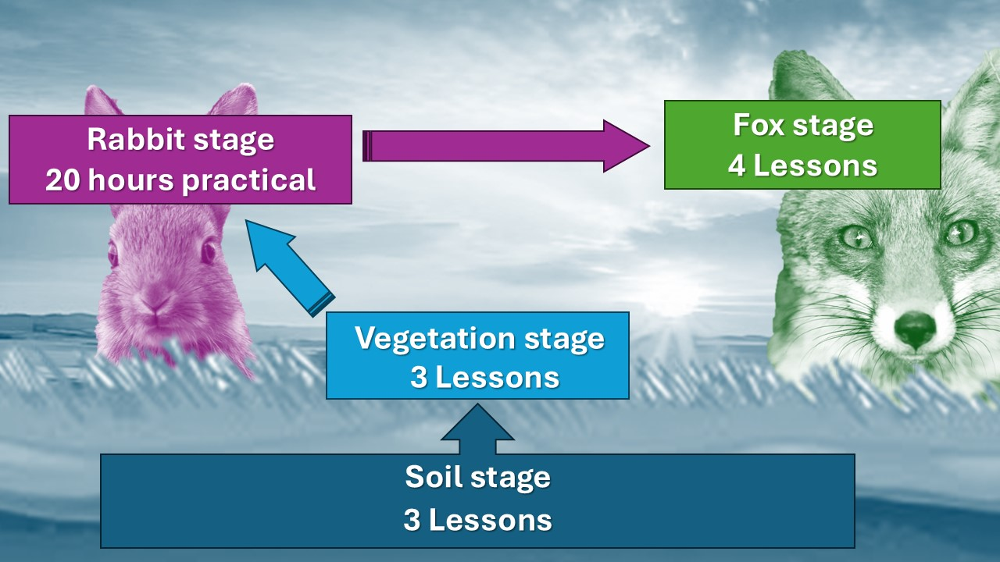 Rabbit stage
20 hours practical
Fox stage
4 Lessons
Vegetation stage
3 Lessons
Soil stage
3 Lessons